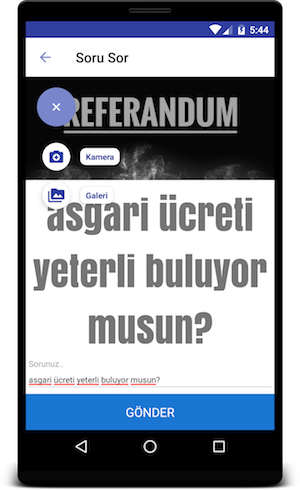 5:44
Soru Sor
REFERANDUM
Kamera
Galeri
asgari ücreti
yeterli buluyor
musun?
Sorunuz..
asgari ücreti yeterli buluyor musun?
GÖNDER